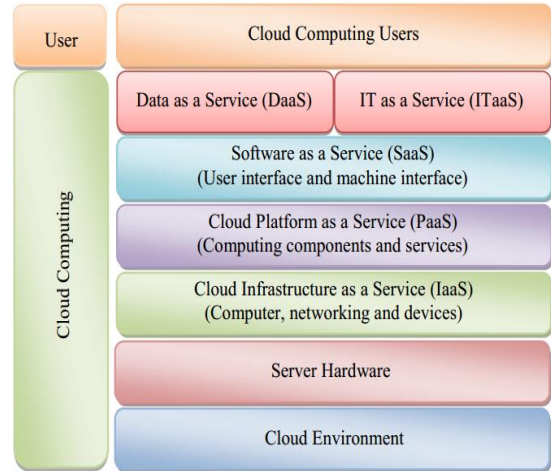 User
Cloud Computing Users
Cloud Computing
Data as a Service (DaaS)
IT as a Service (ITaaS)
Software as a Service (SaaS)
(User interface and machine interface)
Cloud Platform as a Service (PaaS)
(Computing components and services)
Cloud Infrastructure as a Service (IaaS)
(Computer, networking and devices)
Server Hardware
Cloud Environment